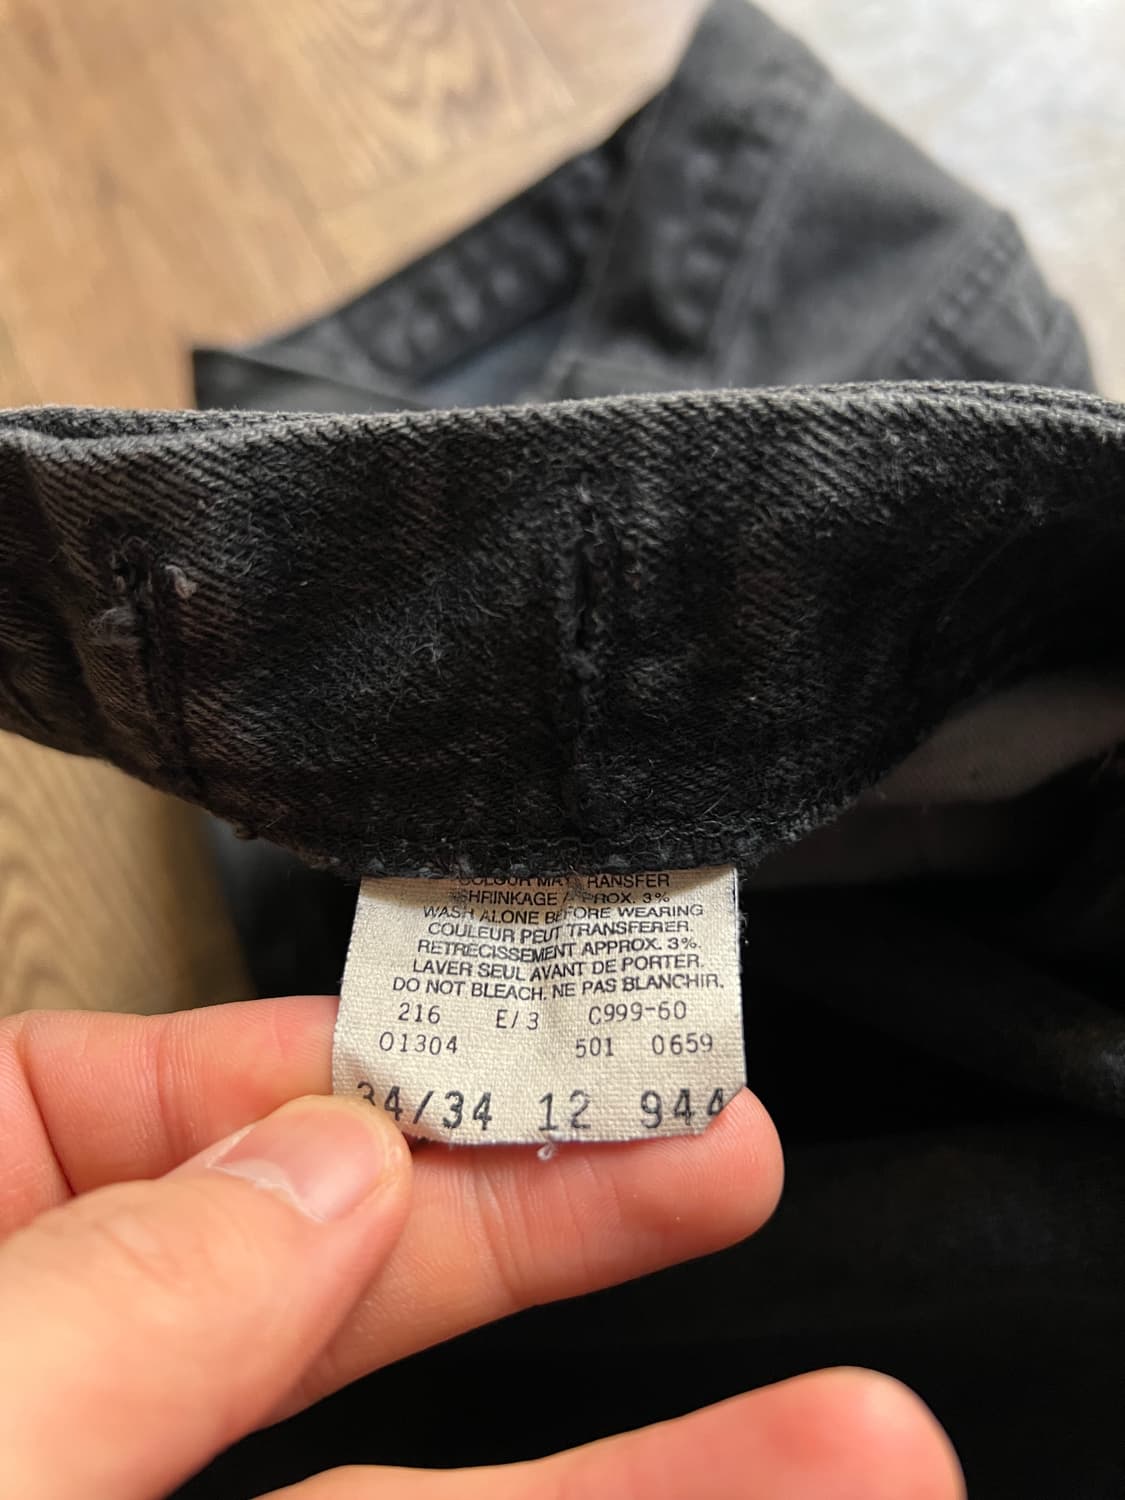 COLOUR MAY TRANSFER
SHRINKAGE APPROX. 3%
WASH ALONE BEFORE WEARING
COULEUR PEUT TRANSFERER.
RETRECISSEMENT APPROX. 3%.
LAVER SEUL AVANT DE PORTER.
DO NOT BLEACH. NE PAS BLANCHIR.
216 E/3 C999-60
01304 501 0659
34/34 12 944